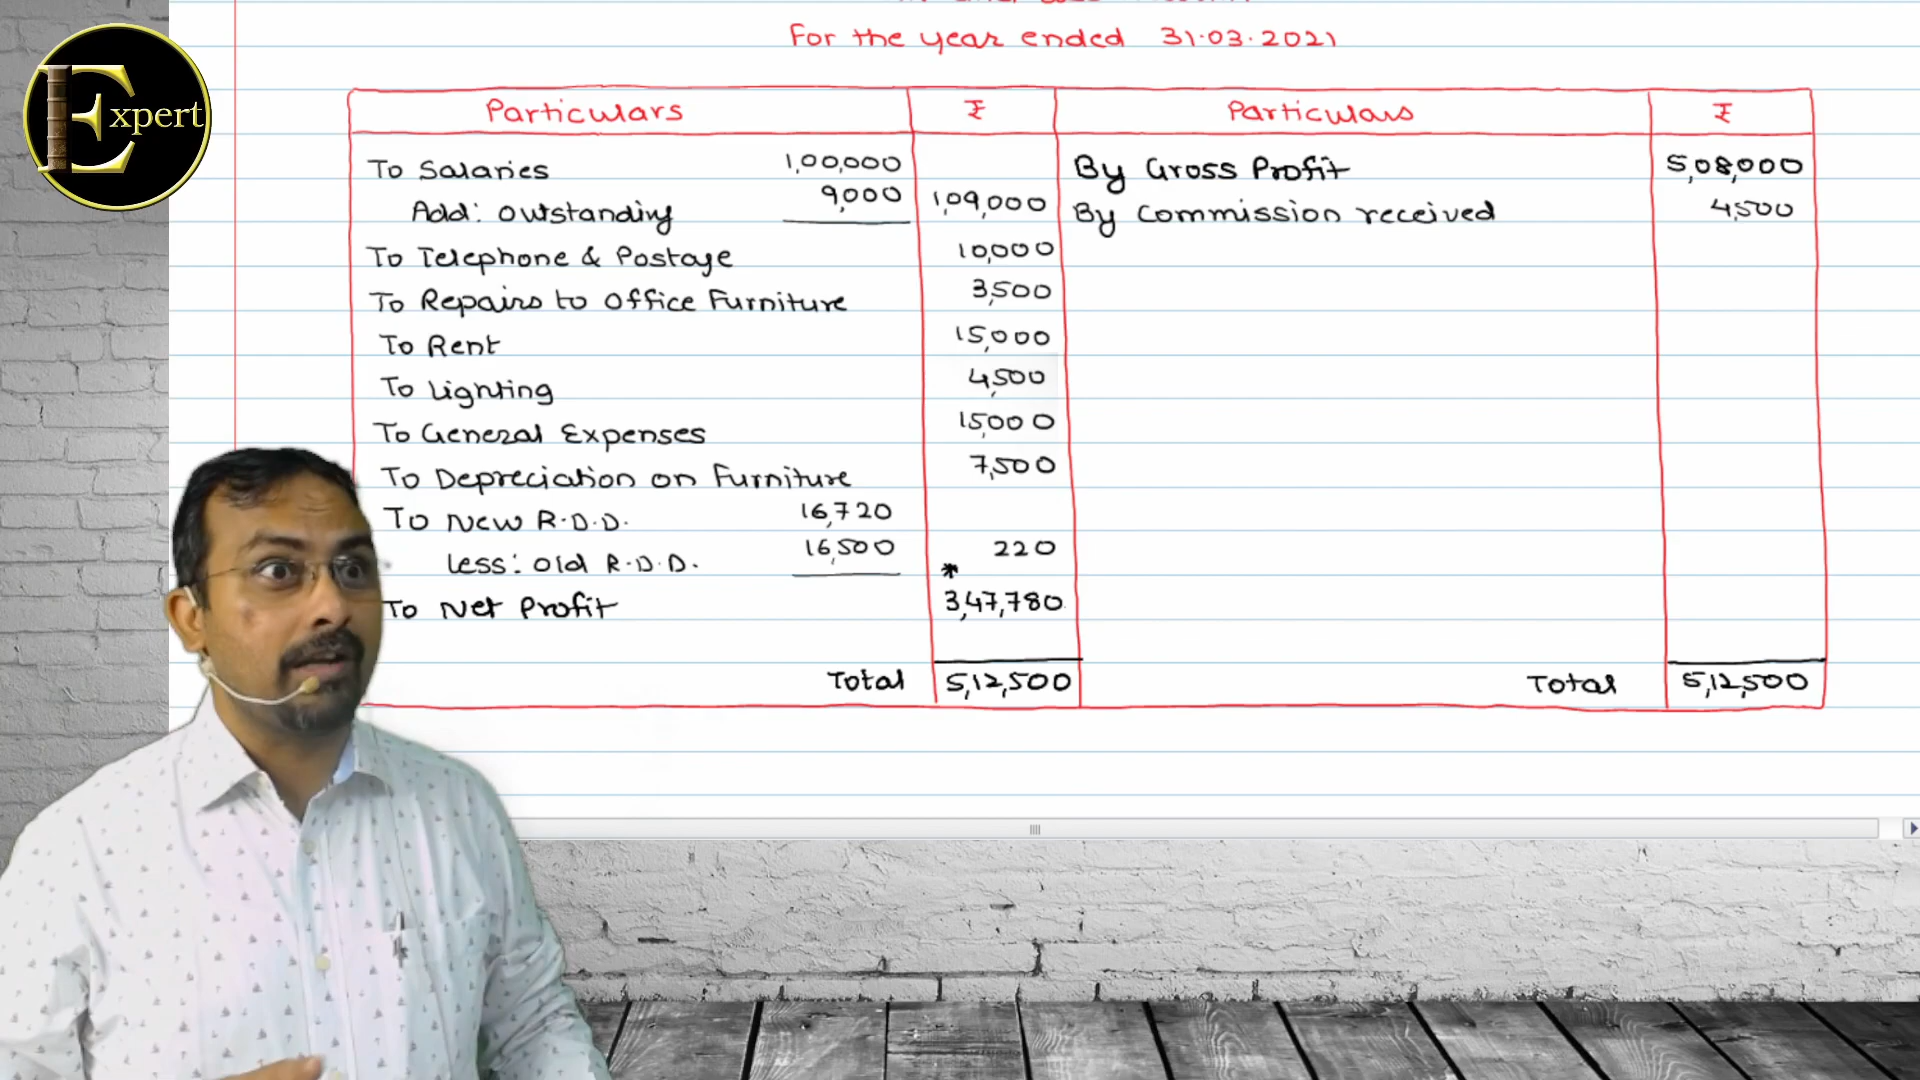 Expert
For the year ended 31.03.2021
Particulars ₹ Particulars ₹
To Salaries 1,00,000 By Gross Profit 5,08,000
Add: Outstanding 9,000 1,09,000 By Commission received 4,500
To Telephone & Postage 10,000
To Repairs to Office Furniture 3,500
To Rent 15,000
To Lighting 4,500
To General Expenses 15,000
To Depreciation on Furniture 7,500
To New R.D.D. 16,720
less: Old R.D.D. 16,500 220
*
To Net Profit 3,47,780
Total 5,12,500 Total 5,12,500